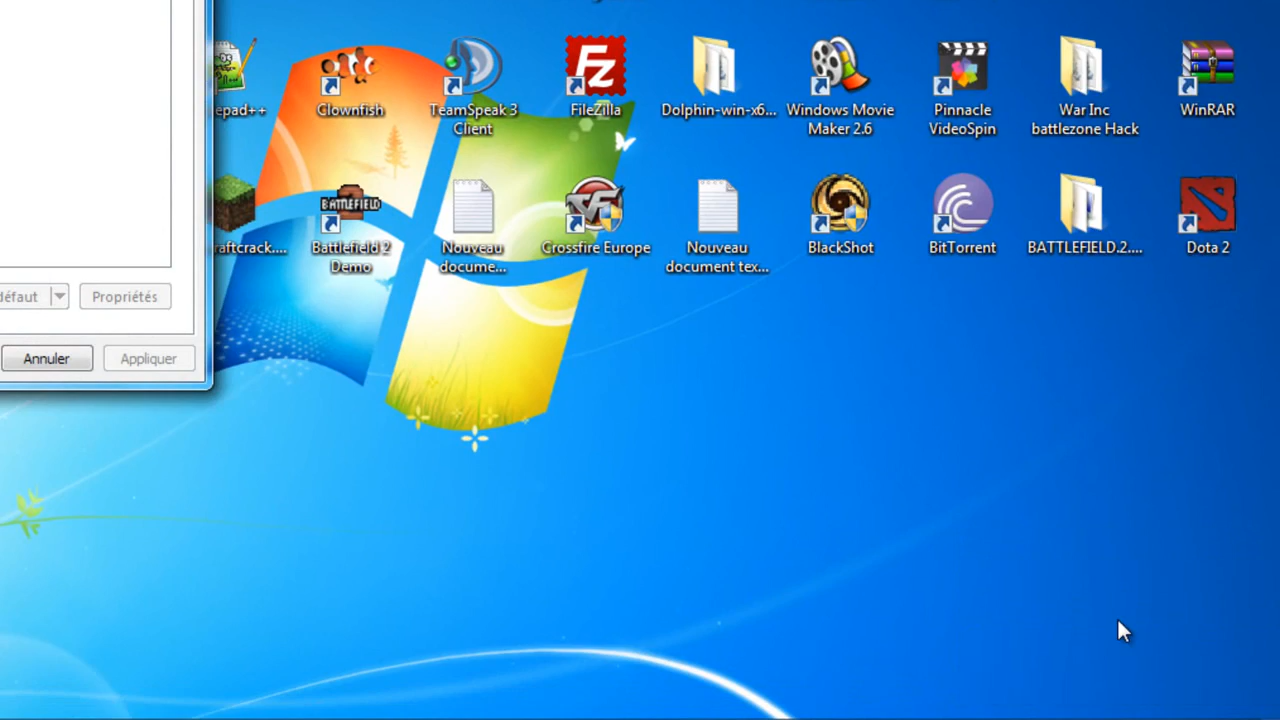 epad++
Clownfish
TeamSpeak 3
Client
FileZilla
Dolphin-win-x6...
Windows Movie
Maker 2.6
Pinnacle
VideoSpin
War Inc
battlezone Hack
WinRAR
BATTLEFIELD
raftcrack....
Battlefield 2
Demo
Nouveau
docume...
Crossfire Europe
Nouveau
document tex...
BlackShot
BitTorrent
BATTLEFIELD.2....
Dota 2
défaut
Propriétés
Annuler
Appliquer